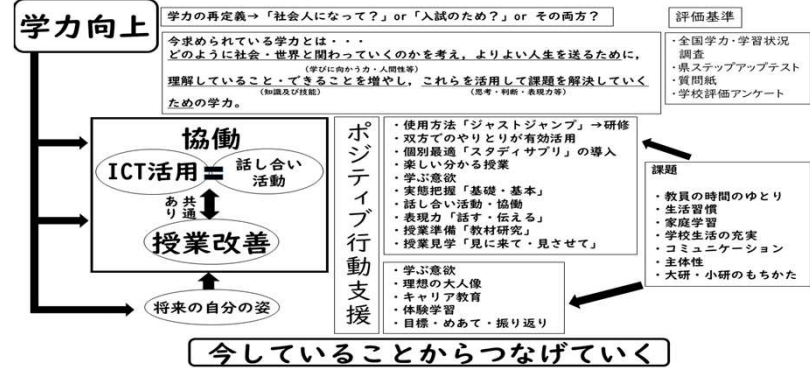 学力向上
学力の再定義→「社会人になって?」or「入試のため?」or その両方?
評価基準
今求められている学力とは・・・
どのように社会・世界と関わっていくのかを考え,よりよい人生を送るために,
(学びに向かう力・人間性等)
理解していること・できることを増やし,これらを活用して課題を解決していく
(知識及び技能)
(思考・判断・表現力等)
ための学力。
・全国学力・学習状況
調査
・県ステップアップテスト
・質問紙
・学校評価アンケート
協働
ICT活用
=
話し合い
活動
共通
あり
授業改善
将来の自分の姿
ポジティブ行動支援
・使用方法「ジャストジャンプ」→研修
・双方でのやりとりが有効活用
・個別最適「スタディサプリ」の導入
・楽しい分かる授業
・学ぶ意欲
・実態把握「基礎・基本」
・話し合い活動・協働
・表現力「話す・伝える」
・授業準備「教材研究」
・授業見学「見に来て・見させて」
・学ぶ意欲
・理想の大人像
・キャリア教育
・体験学習
・目標・めあて・振り返り
課題
・教員の時間のゆとり
・生活習慣
・家庭学習
・学校生活の充実
・コミュニケーション
・主体性
・大研・小研のもちかた
今していることからつなげていく